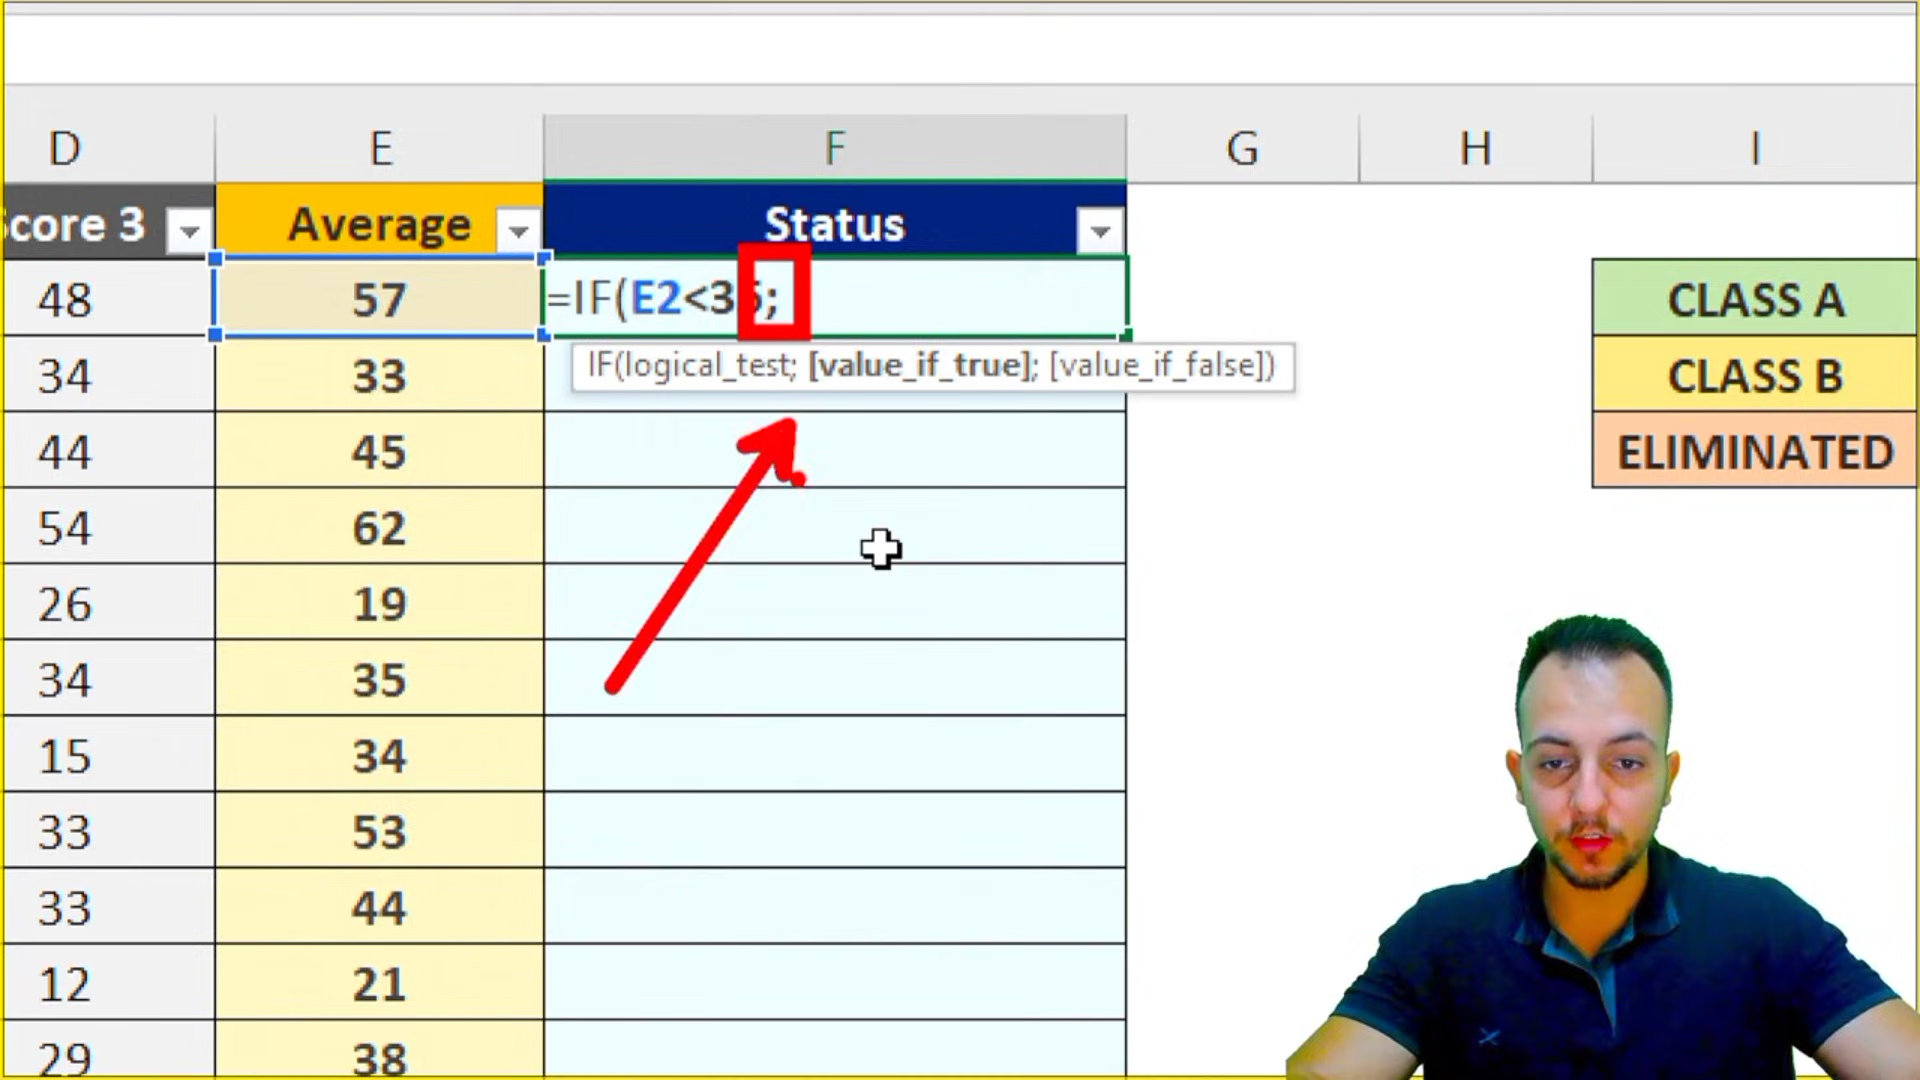 D E F G H I
core 3 Average Status
48 57 =IF(E2<35; CLASS A
IF(logical_test; [value_if_true]; [value_if_false])
34 33 CLASS B
44 45 ELIMINATED
54 62
26 19
34 35
15 34
33 53
33 44
12 21
29 38